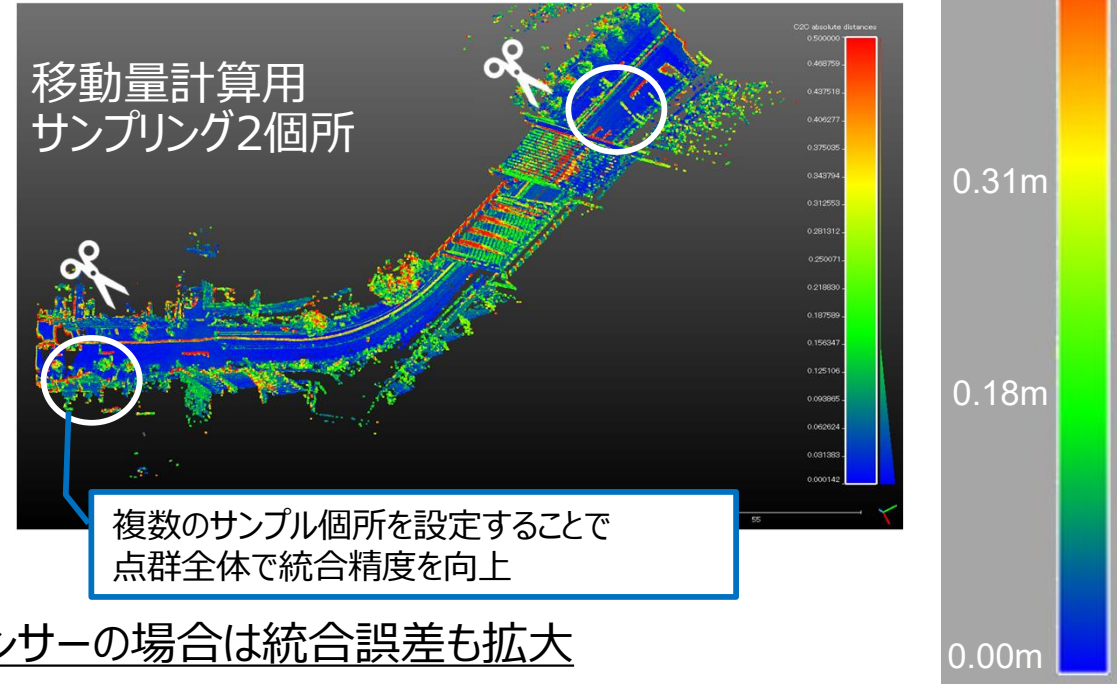 移動量計算用
サンプリング2個所
C2C absolute distances
0.500000
0.468759
0.437518
0.406277
0.375035
0.343794
0.312553
0.281312
0.250071
0.218830
0.187589
0.156347
0.125106
0.093865
0.062624
0.031383
0.000142
55
複数のサンプル個所を設定することで
点群全体で統合精度を向上
ンサーの場合は統合誤差も拡大
0.31m
0.18m
0.00m